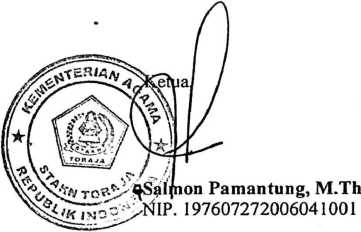 Ketua
KEMENTERIAN AGAMA
TORAJA
STAKN TORAJA
REPUBLIK INDONESIA
Salmon Pamantung, M.Th
NIP. 197607272006041001